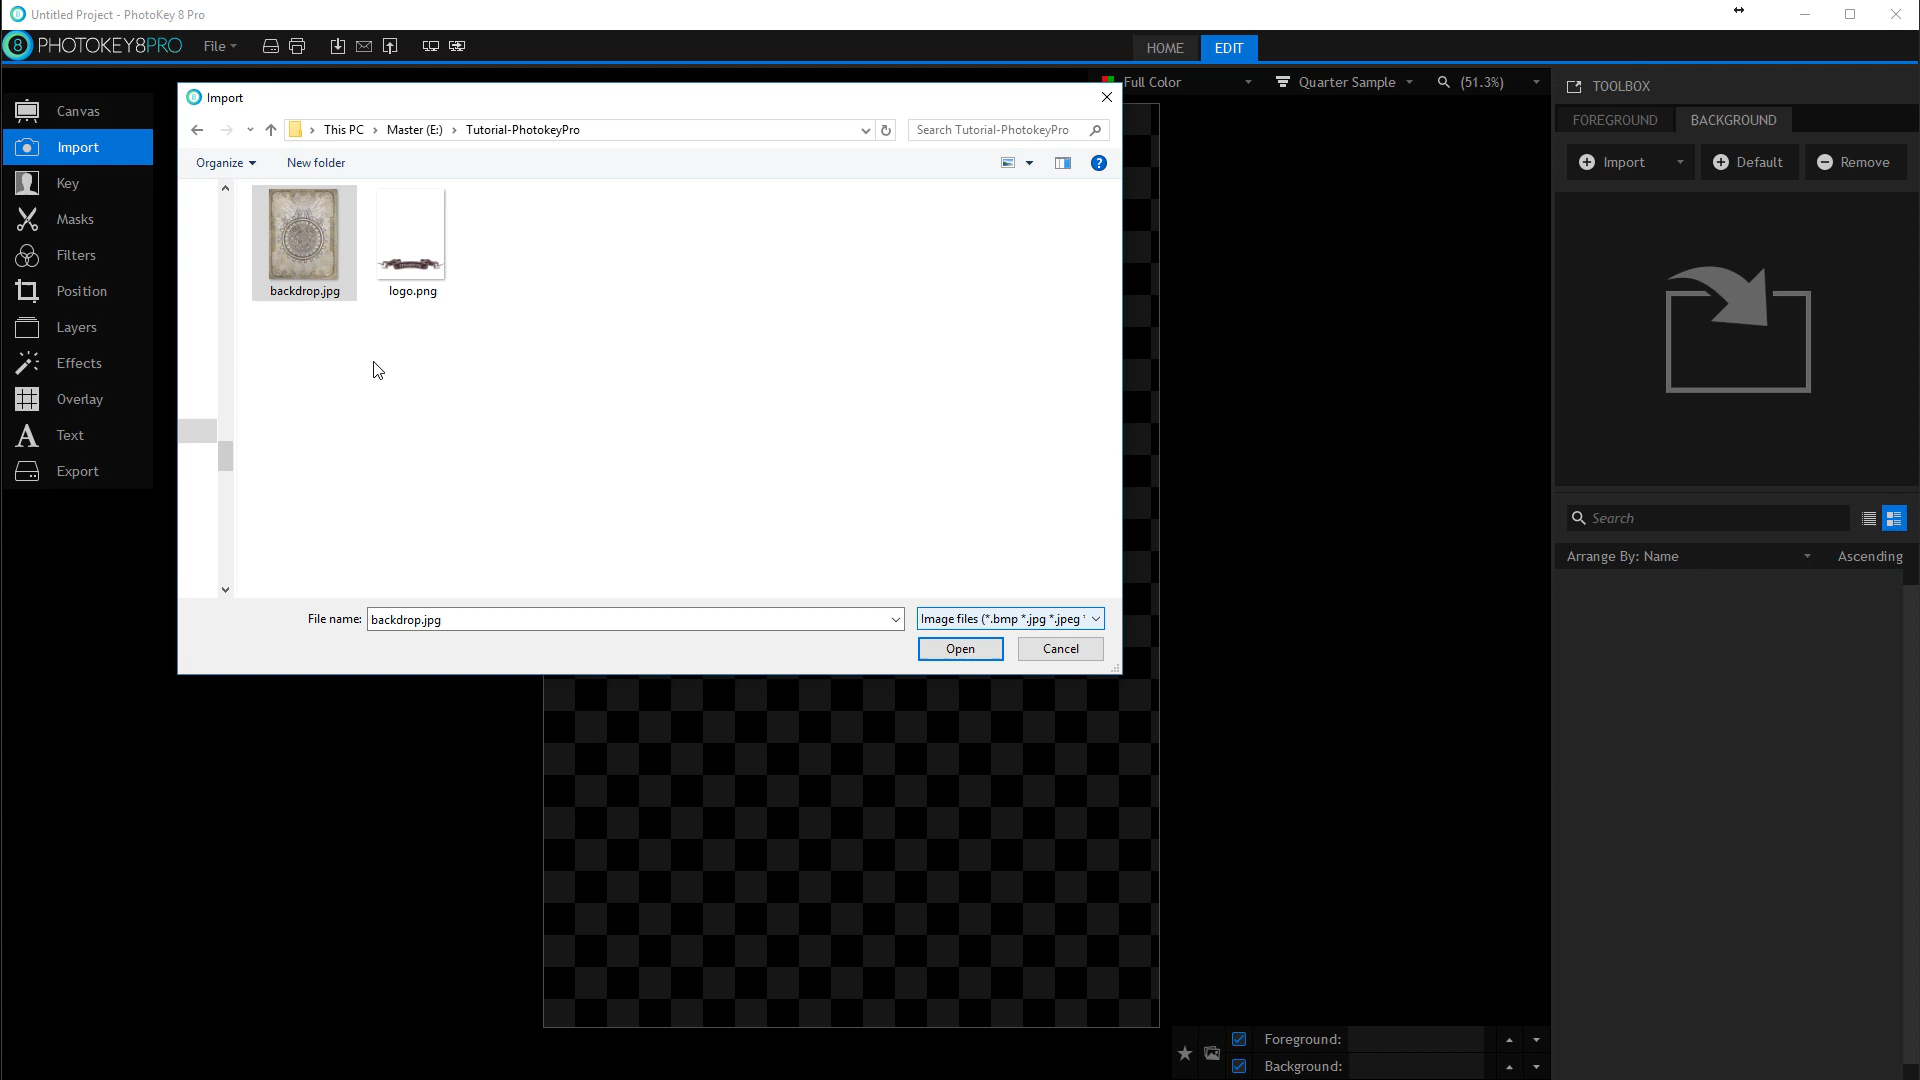 Untitled Project - PhotoKey 8 Pro
8 PHOTOKEY8PRO File
HOME EDIT
Full Color Quarter Sample (51.3%)
Canvas
Import
Key
Masks
Filters
Position
Layers
Effects
Overlay
Text
Export
Import
This PC Master (E:) Tutorial-PhotokeyPro
Search Tutorial-PhotokeyPro
Organize New folder
backdrop.jpg
logo.png
File name: backdrop.jpg
Image files (*.bmp *.jpg *.jpeg *
Open Cancel
TOOLBOX
FOREGROUND BACKGROUND
Import Default Remove
Search
Arrange By: Name Ascending
Foreground:
Background: